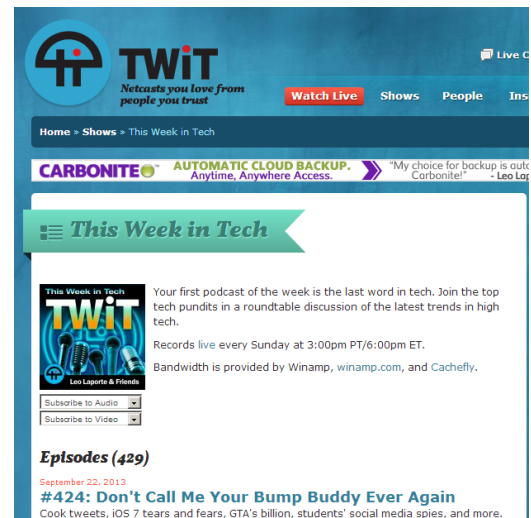 TWiT
Netcasts you love from
people you trust
Live
Watch Live Shows People
Home » Shows » This Week in Tech
CARBONITE AUTOMATIC CLOUD BACKUP. "My choice for backup is
Anytime, Anywhere Access. Carbonite!" - Leo
This Week in Tech
This Week in Tech
TWiT
Leo Laporte & Friends
Your first podcast of the week is the last word in tech. Join the top
tech pundits in a roundtable discussion of the latest trends in high
tech.
Records live every Sunday at 3:00pm PT/6:00pm ET.
Bandwidth is provided by Winamp, winamp.com, and Cachefly.
Subscribe to Audio
Subscribe to Video
Episodes (429)
September 22, 2013
#424: Don't Call Me Your Bump Buddy Ever Again
Cook tweets, iOS 7 tears and fears, GTA's billion, students' social media spies, and more.